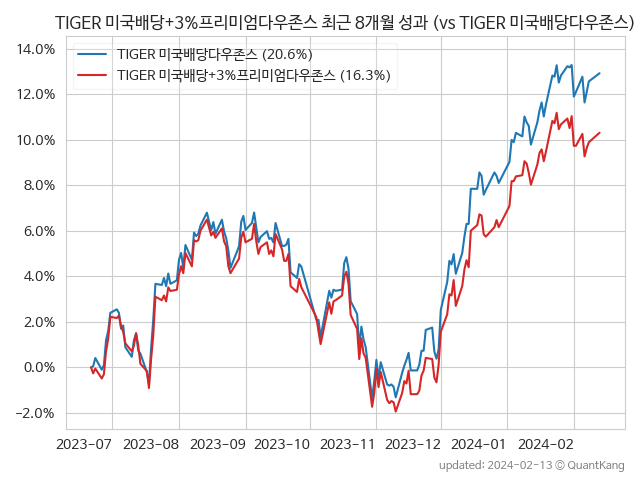 TIGER 미국배당+3%프리미엄다우존스 최근 8개월 성과 (vs TIGER 미국배당다우존스)
14.0%
TIGER 미국배당다우존스 (20.6%)
TIGER 미국배당+3%프리미엄다우존스 (16.3%)
12.0%
10.0%
8.0%
6.0%
4.0%
2.0%
0.0%
−2.0%
2023-07 2023-08 2023-09 2023-10 2023-11 2023-12 2024-01 2024-02
updated: 2024-02-13 © QuantKang